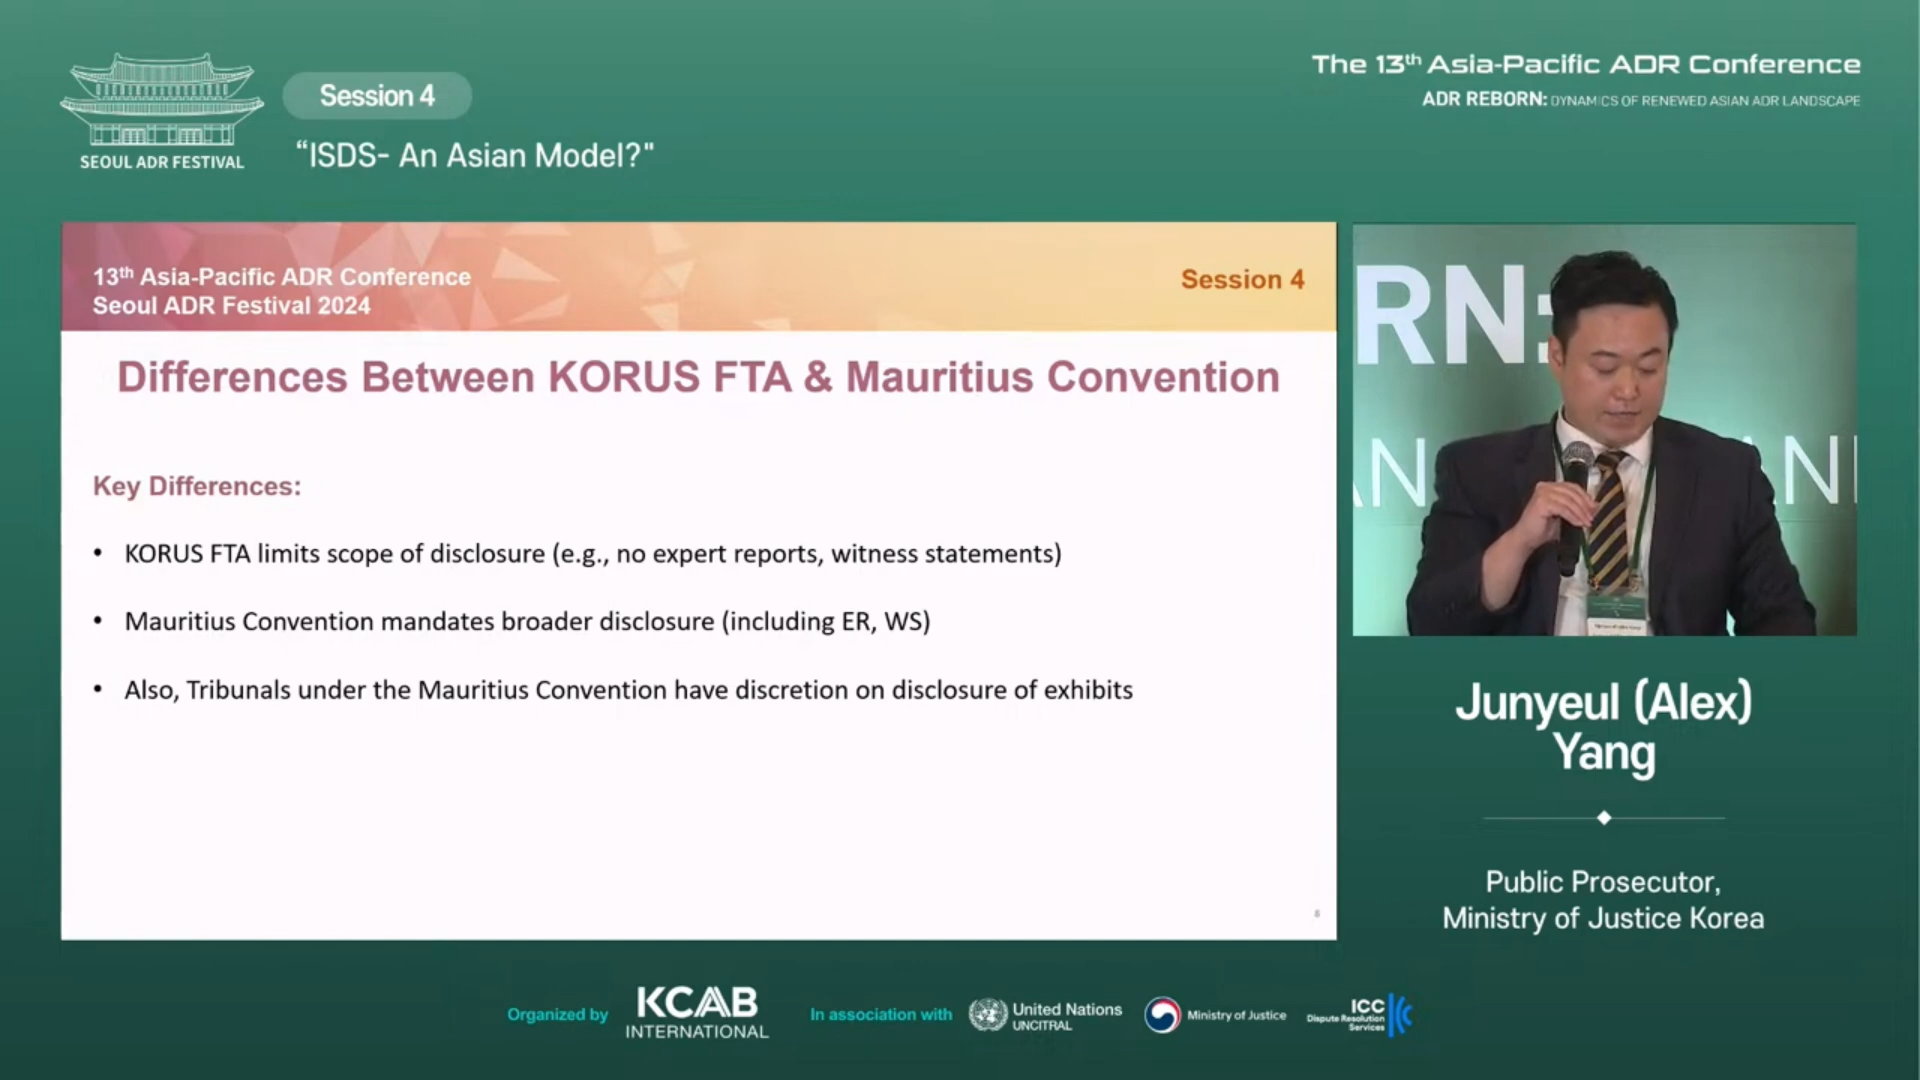 SEOUL ADR FESTIVAL
Session 4
“ISDS- An Asian Model?"
The 13th Asia-Pacific ADR Conference
ADR REBORN: DYNAMICS OF RENEWED ASIAN ADR LANDSCAPE
13th Asia-Pacific ADR Conference
Seoul ADR Festival 2024
Session 4
Differences Between KORUS FTA & Mauritius Convention
Key Differences:
• KORUS FTA limits scope of disclosure (e.g., no expert reports, witness statements)
• Mauritius Convention mandates broader disclosure (including ER, WS)
• Also, Tribunals under the Mauritius Convention have discretion on disclosure of exhibits
RN:
AN
AN
Junyeul (Alex)
Yang
Public Prosecutor,
Ministry of Justice Korea
Organized by
KCAB
INTERNATIONAL
In association with
United Nations
UNCITRAL
Ministry of Justice
ICC
Dispute Resolution
Services